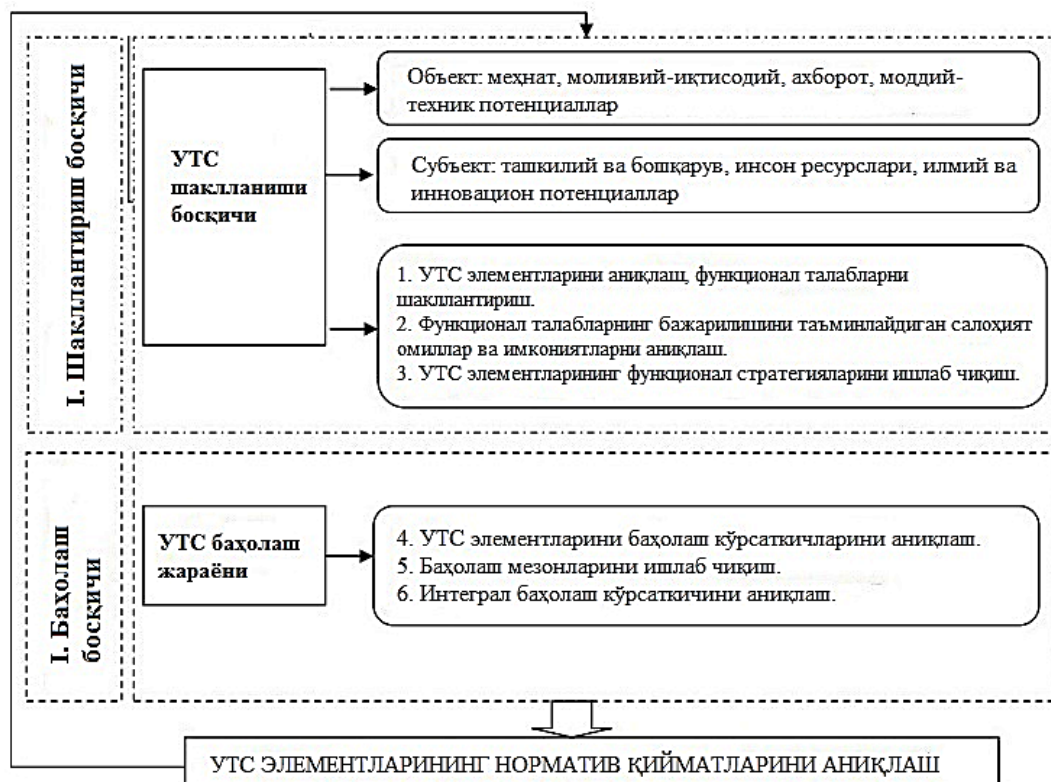 I. Шакллантириш босқичи
УТС
шаклланиши
босқичи
Объект: меҳнат, молиявий-иқтисодий, ахборот, моддий-
техник потенциаллар
Субъект: ташкилий ва бошқарув, инсон ресурслари, илмий ва
инновацион потенциаллар
1. УТС элементларини аниқлаш, функционал талабларни
шакллантириш.
2. Функционал талабларнинг бажарилишини таъминлайдиган салоҳият
омиллар ва имкониятларни аниқлаш.
3. УТС элементларининг функционал стратегияларини ишлаб чиқиш.
I. Баҳолаш
босқичи
УТС баҳолаш
жараёни
4. УТС элементларини баҳолаш кўрсаткичларини аниқлаш.
5. Баҳолаш мезонларини ишлаб чиқиш.
6. Интеграл баҳолаш кўрсаткичини аниқлаш.
УТС ЭЛЕМЕНТЛАРИНИНГ НОРМАТИВ ҚИЙМАТЛАРИНИ АНИҚЛАШ